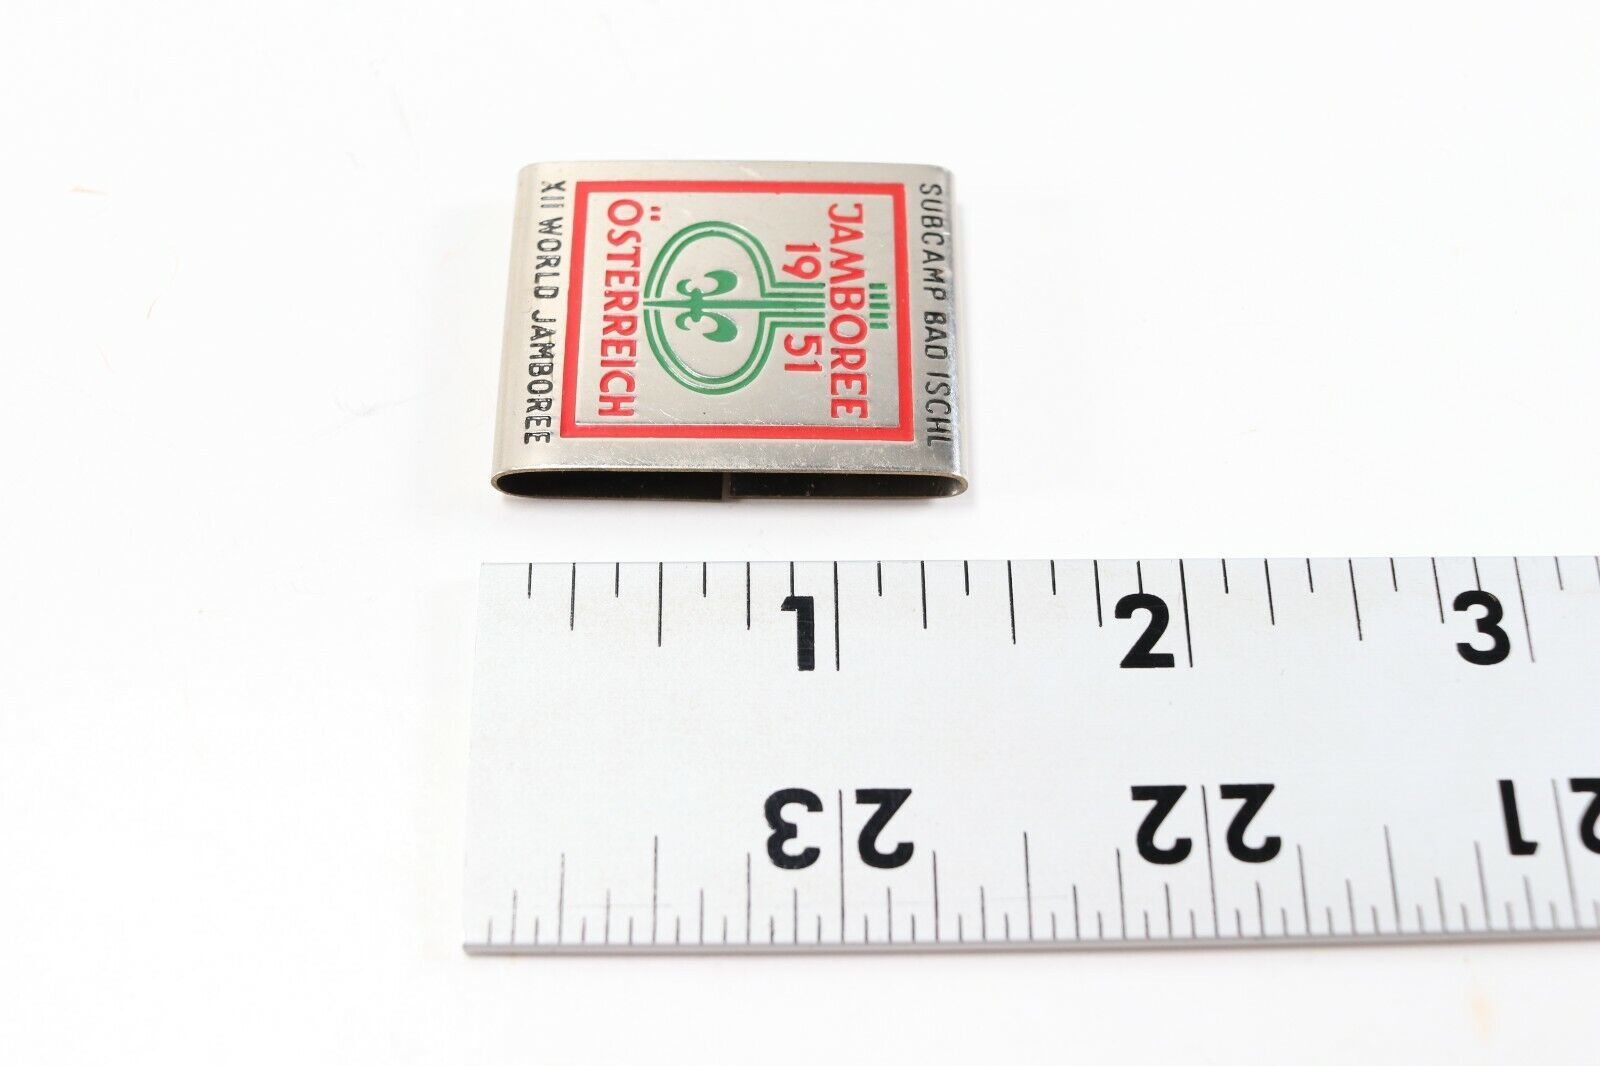 SUBCAMP BAD ISCHL
JAMBOREE
19 51
ÖSTERREICH
XII WORLD JAMBOREE
1 2 3
23 22 21